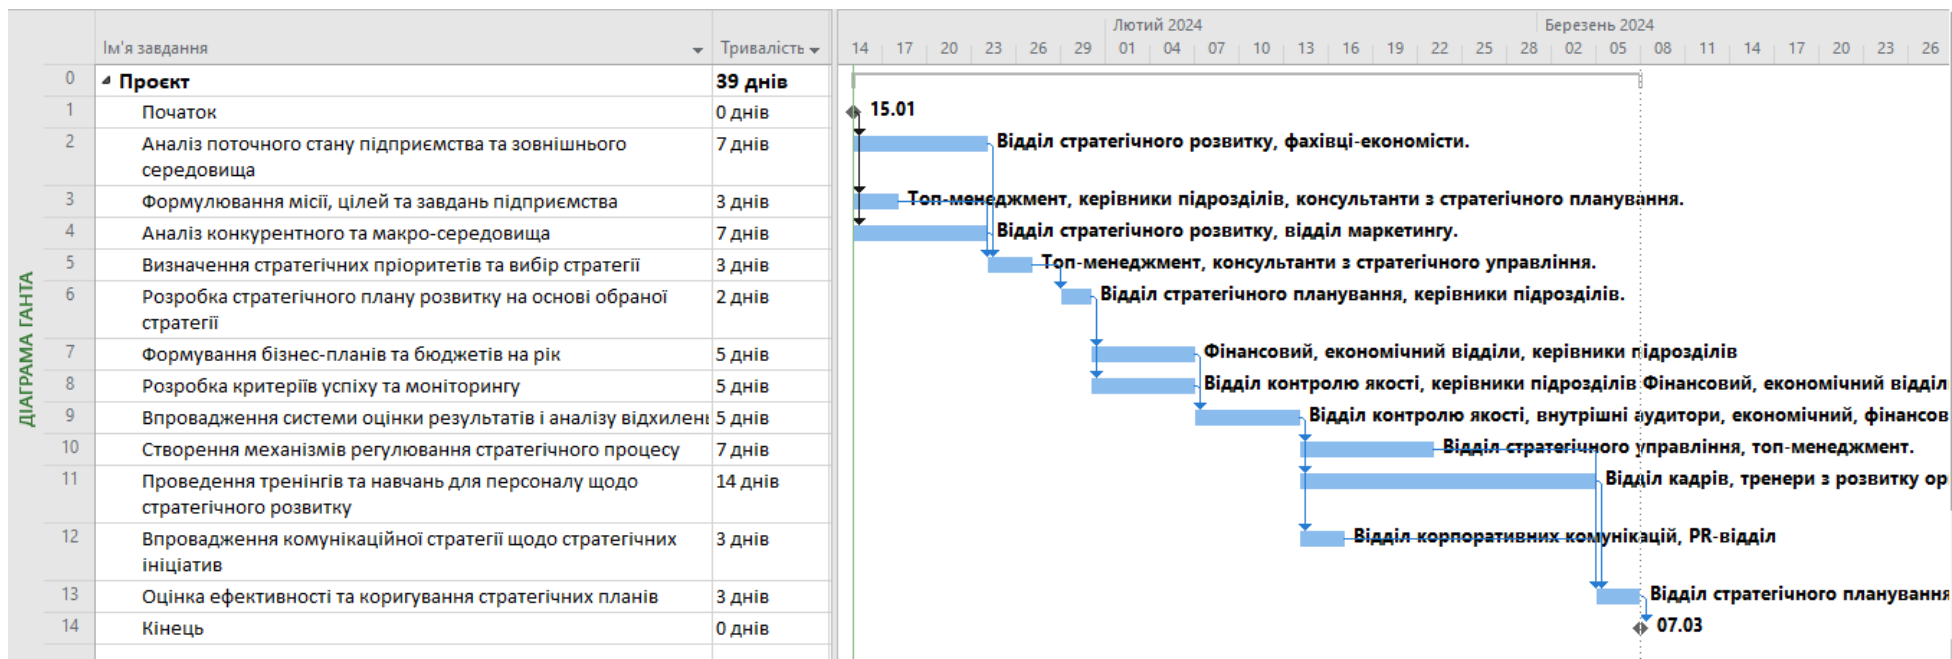 Лютий 2024 Березень 2024
Ім'я завдання Тривалість 14 17 20 23 26 29 01 04 07 10 13 16 19 22 25 28 02 05 08 11 14 17 20 23 26
0 Проєкт 39 днів
1 Початок 0 днів 15.01
2 Аналіз поточного стану підприємства та зовнішнього 7 днів Відділ стратегічного розвитку, фахівці-економісти.
середовища
3 Формулювання місії, цілей та завдань підприємства 3 днів Топ-менеджмент, керівники підрозділів, консультанти з стратегічного планування.
4 Аналіз конкурентного та макро-середовища 7 днів Відділ стратегічного розвитку, відділ маркетингу.
5 Визначення стратегічних пріоритетів та вибір стратегії 3 днів Топ-менеджмент, консультанти з стратегічного управління.
6 Розробка стратегічного плану розвитку на основі обраної 2 днів Відділ стратегічного планування, керівники підрозділів.
стратегії
7 Формування бізнес-планів та бюджетів на рік 5 днів Фінансовий, економічний відділи, керівники підрозділів
8 Розробка критеріїв успіху та моніторингу 5 днів Відділ контролю якості, керівники підрозділів Фінансовий, економічний відділ
9 Впровадження системи оцінки результатів і аналізу відхилень 5 днів Відділ контролю якості, внутрішні аудитори, економічний, фінансов
10 Створення механізмів регулювання стратегічного процесу 7 днів Відділ стратегічного управління, топ-менеджмент.
11 Проведення тренінгів та навчань для персоналу щодо 14 днів Відділ кадрів, тренери з розвитку ор
стратегічного розвитку
12 Впровадження комунікаційної стратегії щодо стратегічних 3 днів Відділ корпоративних комунікацій, PR-відділ
ініціатив
13 Оцінка ефективності та коригування стратегічних планів 3 днів Відділ стратегічного планування
14 Кінець 0 днів 07.03
ДІАГРАМА ГАНТА